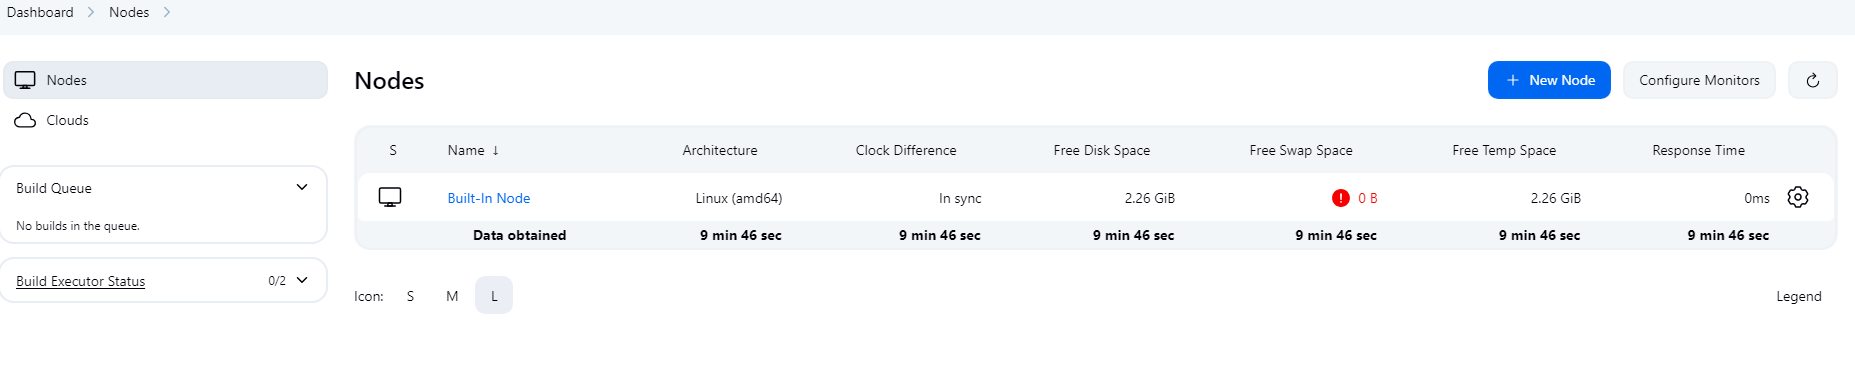 Dashboard > Nodes >
Nodes
Clouds
Build Queue
No builds in the queue.
Build Executor Status 0/2
Nodes
+ New Node Configure Monitors
S Name ↓ Architecture Clock Difference Free Disk Space Free Swap Space Free Temp Space Response Time
Built-In Node Linux (amd64) In sync 2.26 GiB ! 0 B 2.26 GiB 0ms
Data obtained 9 min 46 sec 9 min 46 sec 9 min 46 sec 9 min 46 sec 9 min 46 sec 9 min 46 sec
Icon: S M L Legend